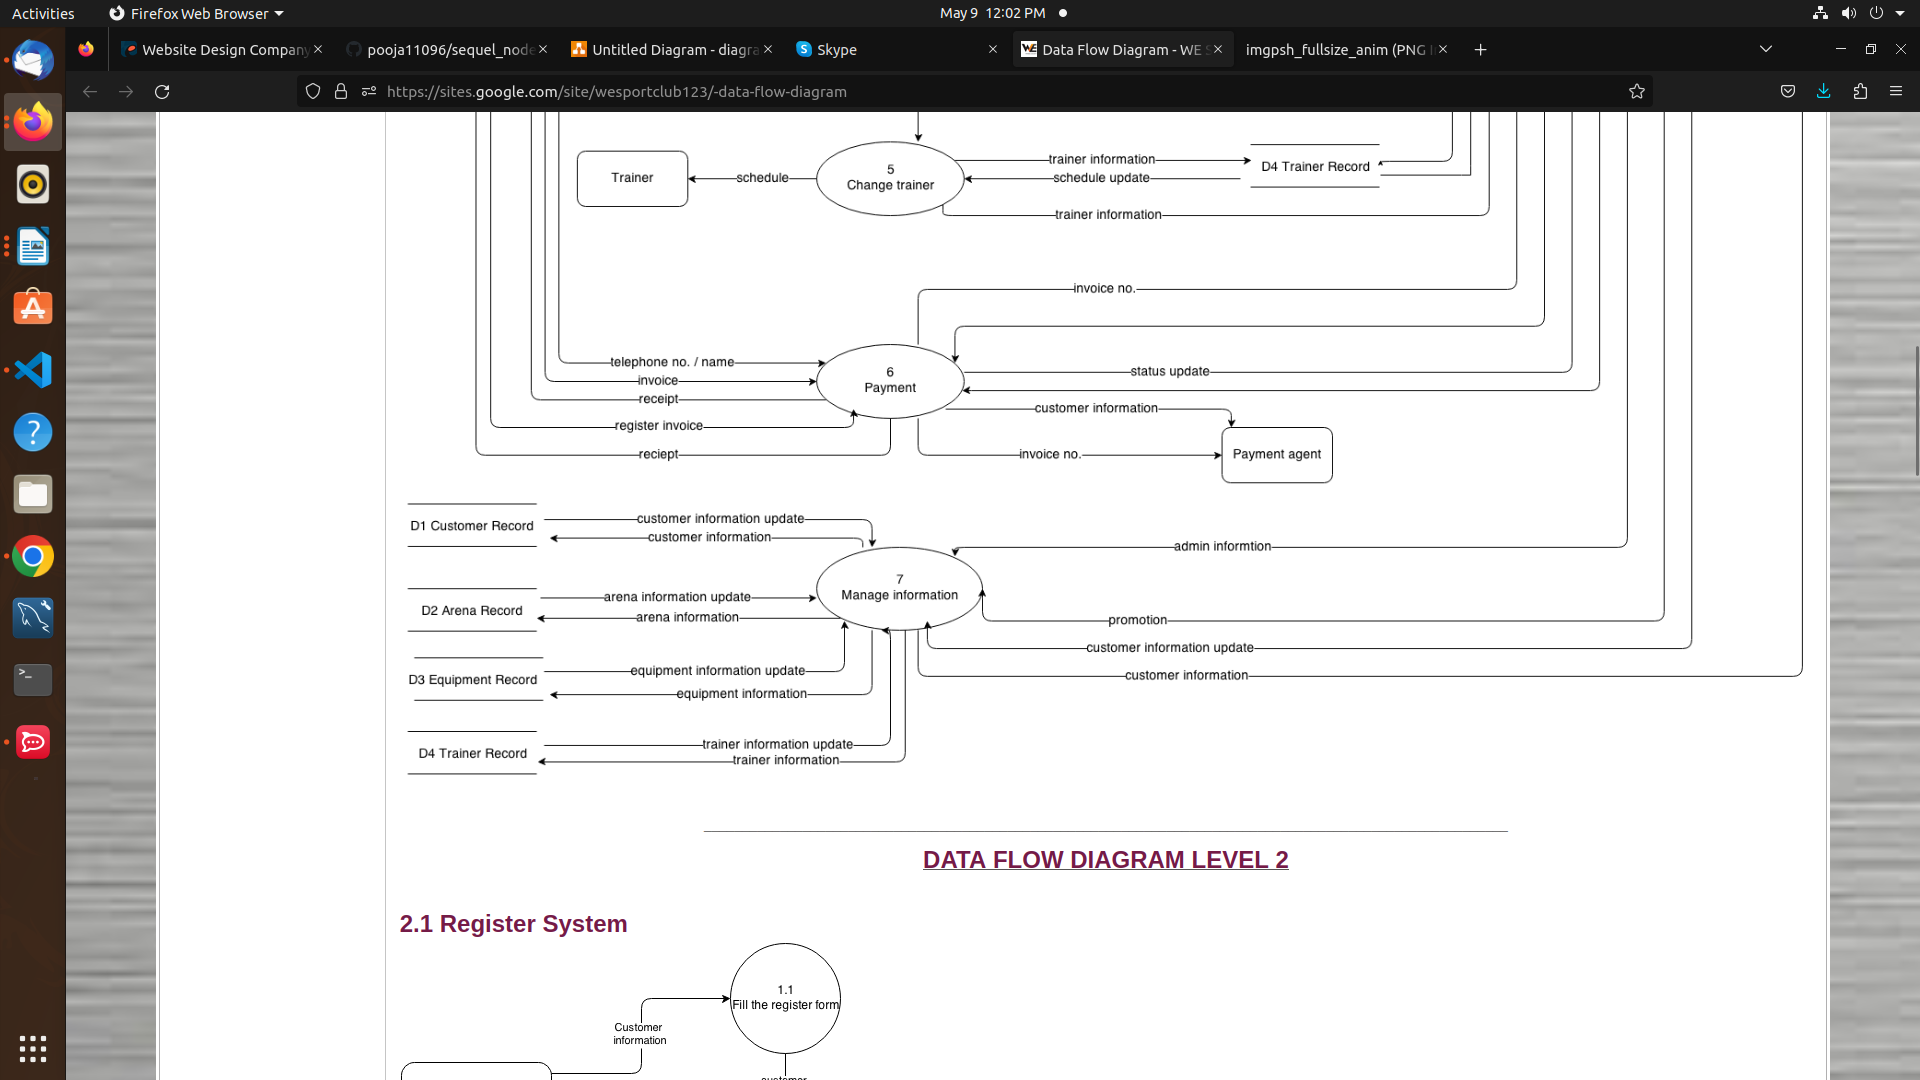 Activities
Firefox Web Browser
May 9 12:02 PM
Website Design Company
pooja11096/sequel_node
Untitled Diagram - diagra
Skype
Data Flow Diagram - WE S
imgpsh_fullsize_anim (PNG I
https://sites.google.com/site/wesportclub123/-data-flow-diagram
Trainer
schedule
5
Change trainer
trainer information
schedule update
D4 Trainer Record
trainer information
invoice no.
telephone no. / name
invoice
receipt
register invoice
reciept
6
Payment
status update
customer information
invoice no.
Payment agent
D1 Customer Record
customer information update
customer information
admin informtion
7
Manage information
D2 Arena Record
arena information update
arena information
promotion
customer information update
customer information
D3 Equipment Record
equipment information update
equipment information
D4 Trainer Record
trainer information update
trainer information
DATA FLOW DIAGRAM LEVEL 2
2.1 Register System
1.1
Fill the register form
Customer
information
customer